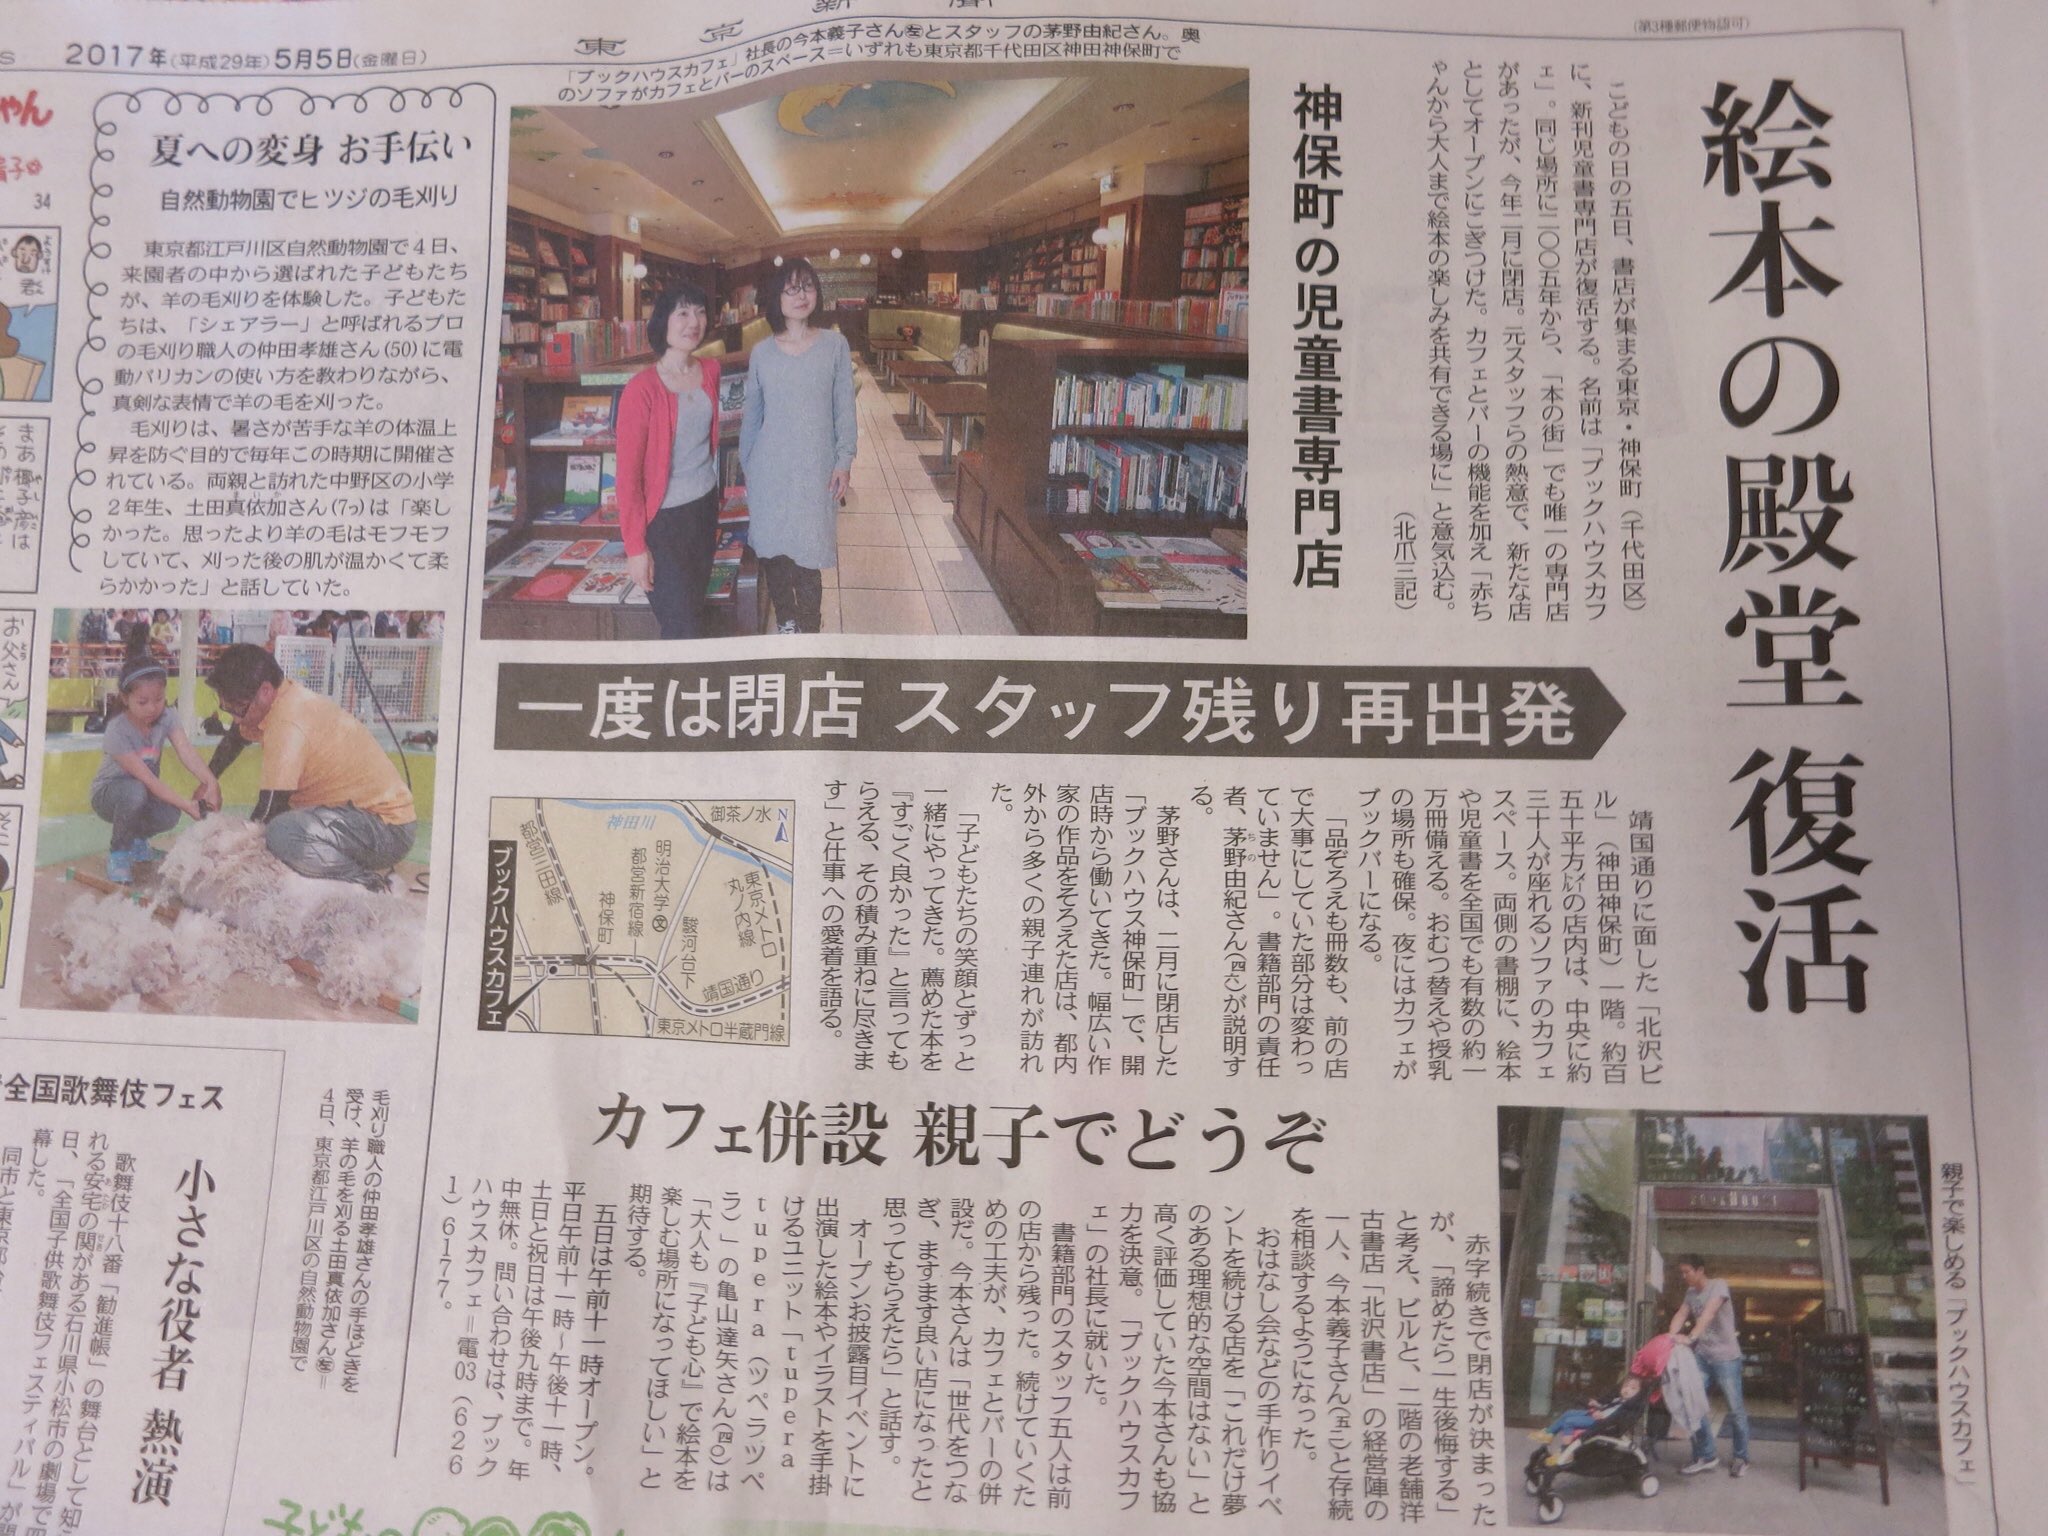 東京新聞
(第3種郵便物認可)
2017年(平成29年)5月5日(金曜日)
絵本の殿堂 復活
神保町の児童書専門店
こどもの日の五日、書店が集まる東京・神保町(千代田区)
に、新刊児童書専門店が復活する。名前は「ブックハウスカフ
ェ」。同じ場所に二〇〇五年から、「本の街」でも唯一の専門店
があったが、今年二月に閉店。元スタッフらの熱意で、新たな店
としてオープンにこぎつけた。カフェとバーの機能を加え「赤ち
ゃんから大人まで絵本の楽しみを共有できる場に」と意気込む。
(北爪三記)
「ブックハウスカフェ」社長の今本義子さん㊧とスタッフの茅野由紀さん。奥
のソファがカフェとバーのスペース=いずれも東京都千代田区神田神保町で
一度は閉店 スタッフ残り再出発
靖国通りに面した「北沢ビ
ル」(神田神保町)一階。約百
五十平方㍍の店内は、中央に約
三十人が座れるソファのカフェ
スペース。両側の書棚に、絵本
や児童書を全国でも有数の約一
万冊備える。おむつ替えや授乳
の場所も確保。夜にはカフェが
ブックバーになる。
「品ぞろえも冊数も、前の店
で大事にしていた部分は変わっ
ていません」。書籍部門の責任
者、茅野由紀さん(四六)が説明す
る。
茅野さんは、二月に閉店した
「ブックハウス神保町」で、開
店時から働いてきた。幅広い作
家の作品をそろえた店は、都内
外から多くの親子連れが訪れ
た。
「子どもたちの笑顔とずっと
一緒にやってきた。薦めた本を
『すごく良かった』と言っても
らえる、その積み重ねに尽きま
す」と仕事への愛着を語る。
御茶ノ水
N
神田川
都営三田線
都営新宿線
神保町
明治大学
文
駿河台下
東京メトロ
丸ノ内線
靖国通り
東京メトロ半蔵門線
ブックハウスカフェ
カフェ併設 親子でどうぞ
赤字続きで閉店が決まった
が、「諦めたら一生後悔する」
と考え、ビルと、二階の老舗洋
古書店「北沢書店」の経営陣の
一人、今本義子さん(五二)と存続
を相談するようになった。
おはなし会などの手作りイベ
ントを続ける店を「これだけ夢
のある理想的な空間はない」と
高く評価していた今本さんも協
力を決意。「ブックハウスカフ
ェ」の社長に就いた。
書籍部門のスタッフ五人は前
の店から残った。続けていくた
めの工夫が、カフェとバーの併
設だ。今本さんは「世代をつな
ぎ、ますます良い店になったと
思ってもらえたら」と話す。
オープンお披露目イベントに
出演した絵本やイラストを手掛
けるユニット「tupera
tupera(ツペラツペ
ラ)」の亀山達矢さん(四〇)は
「大人も『子ども心』で絵本を
楽しむ場所になってほしい」と
期待する。
五日は午前十一時オープン。
平日午前十一時~午後十一時、
土日と祝日は午後九時まで。年
中無休。問い合わせは、ブック
ハウスカフェ=電03(626
1)6177。
親子で楽しめる「ブックハウスカフェ」
夏への変身 お手伝い
自然動物園でヒツジの毛刈り
東京都江戸川区自然動物園で4日、
来園者の中から選ばれた子どもたち
が、羊の毛刈りを体験した。子どもた
ちは、「シェアラー」と呼ばれるプロ
の毛刈り職人の仲田孝雄さん(50)に電
動バリカンの使い方を教わりながら、
真剣な表情で羊の毛を刈った。
毛刈りは、暑さが苦手な羊の体温上
昇を防ぐ目的で毎年この時期に開催さ
れている。両親と訪れた中野区の小学
2年生、土田真依加さん(7つ)は「楽し
かった。思ったより羊の毛はモフモフ
していて、刈った後の肌が温かくて柔
らかかった」と話していた。
毛刈り職人の仲田孝雄さんの手ほどきを
受け、羊の毛を刈る土田真依加さん㊧=
4日、東京都江戸川区の自然動物園で
全国歌舞伎フェス
小さな役者 熱演
歌舞伎十八番「勧進帳」の舞台として知
れる安宅の関がある石川県小松市の劇場で
日、「全国子供歌舞伎フェスティバル」が
幕した。
34
お父さん